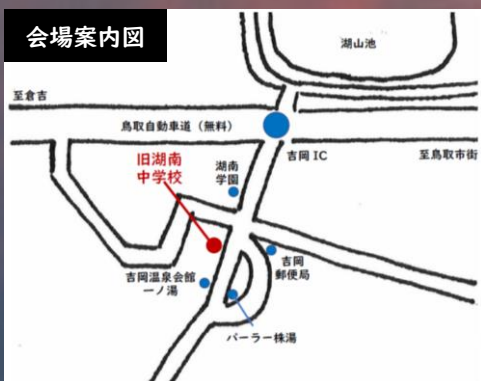 会場案内図
湖山池
至倉吉
鳥取自動車道（無料）
吉岡 IC
至鳥取市街
旧湖南
中学校
湖南
学園
吉岡温泉会館
一ノ湯
吉岡
郵便局
パーラー株湯